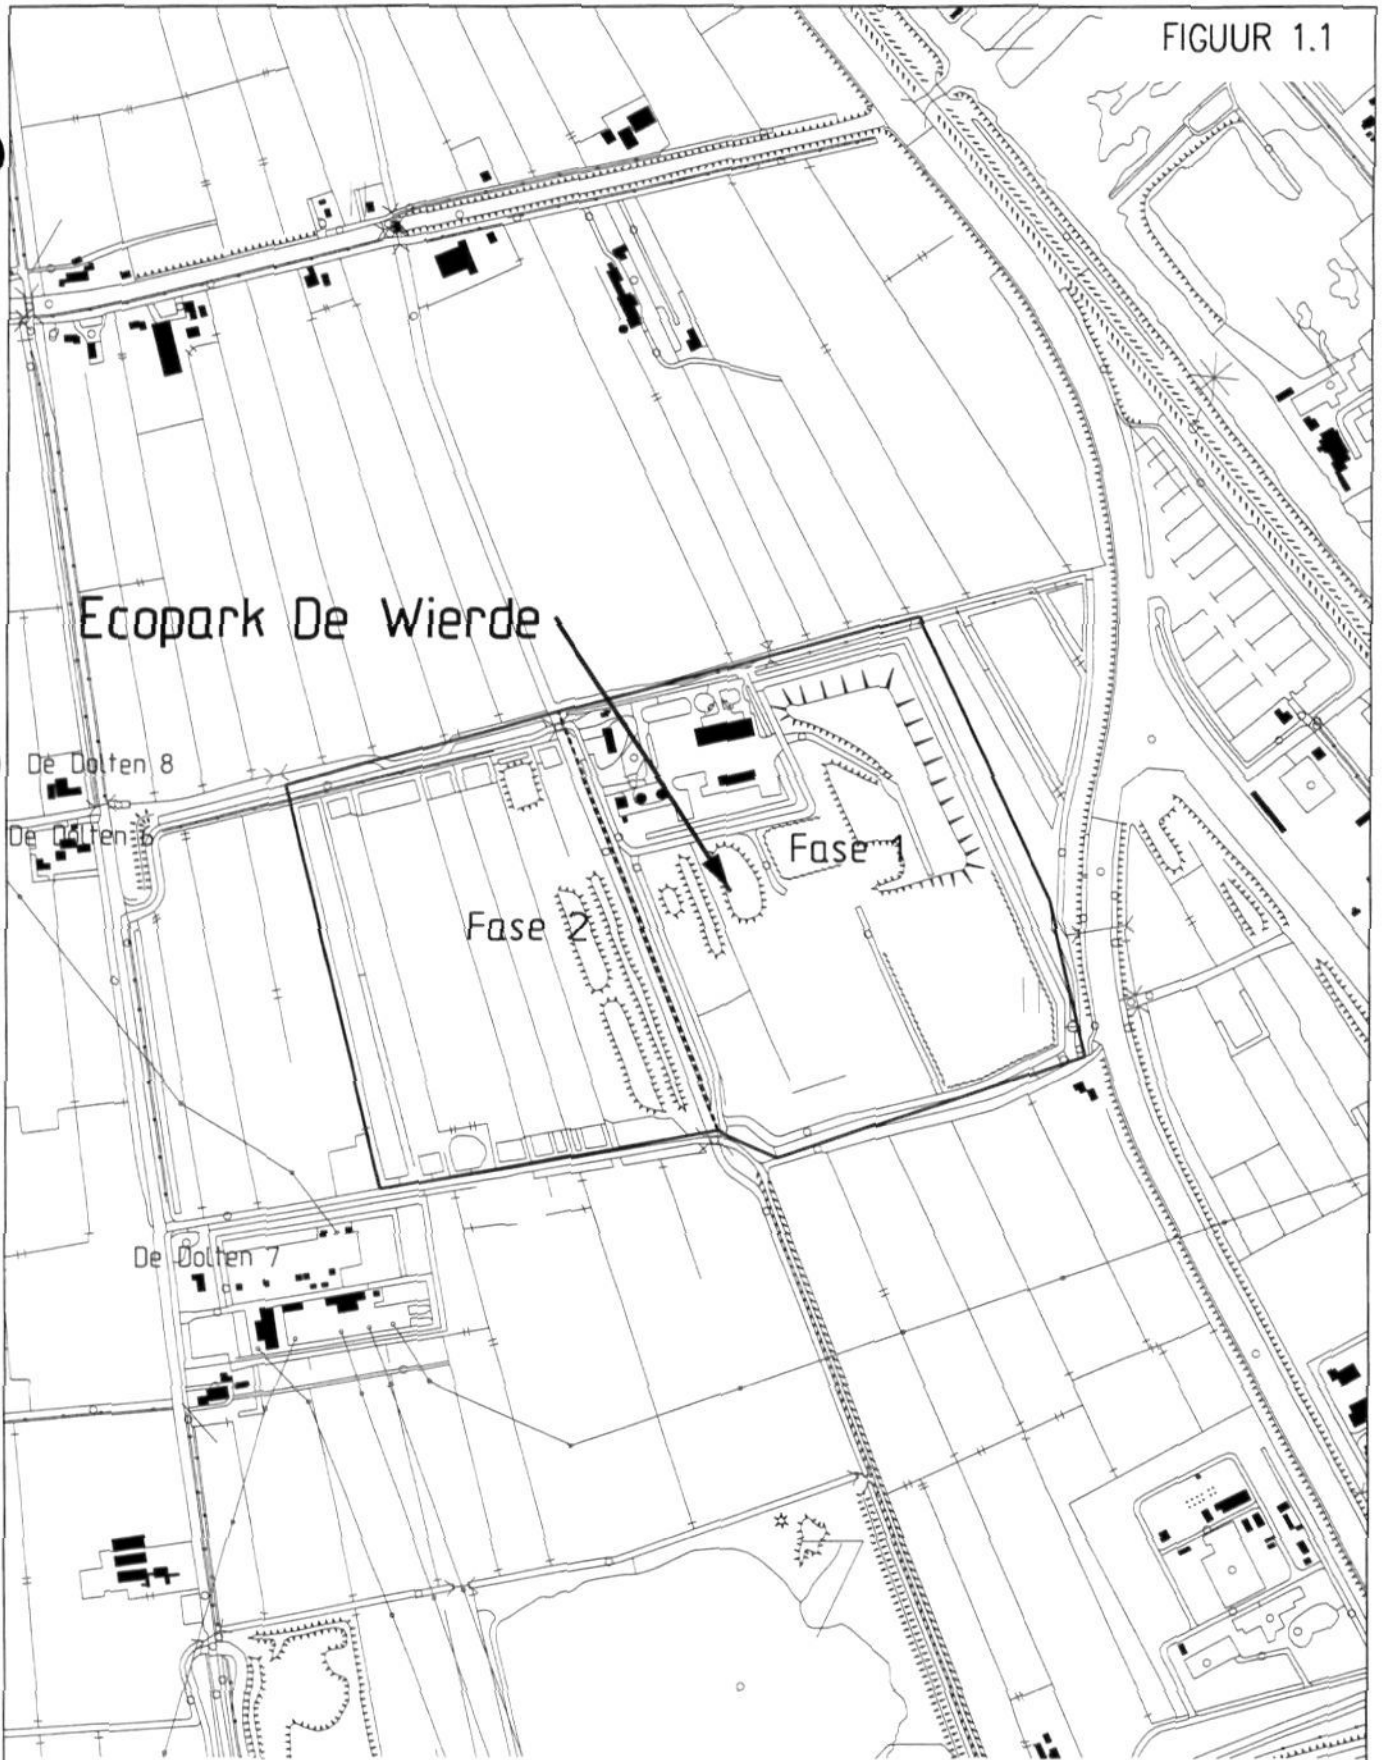 FIGUUR 1.1
Ecopark De Wierde
De Dolten 8
De Dolten 6
Fase 1
Fase 2
De Dolten 7